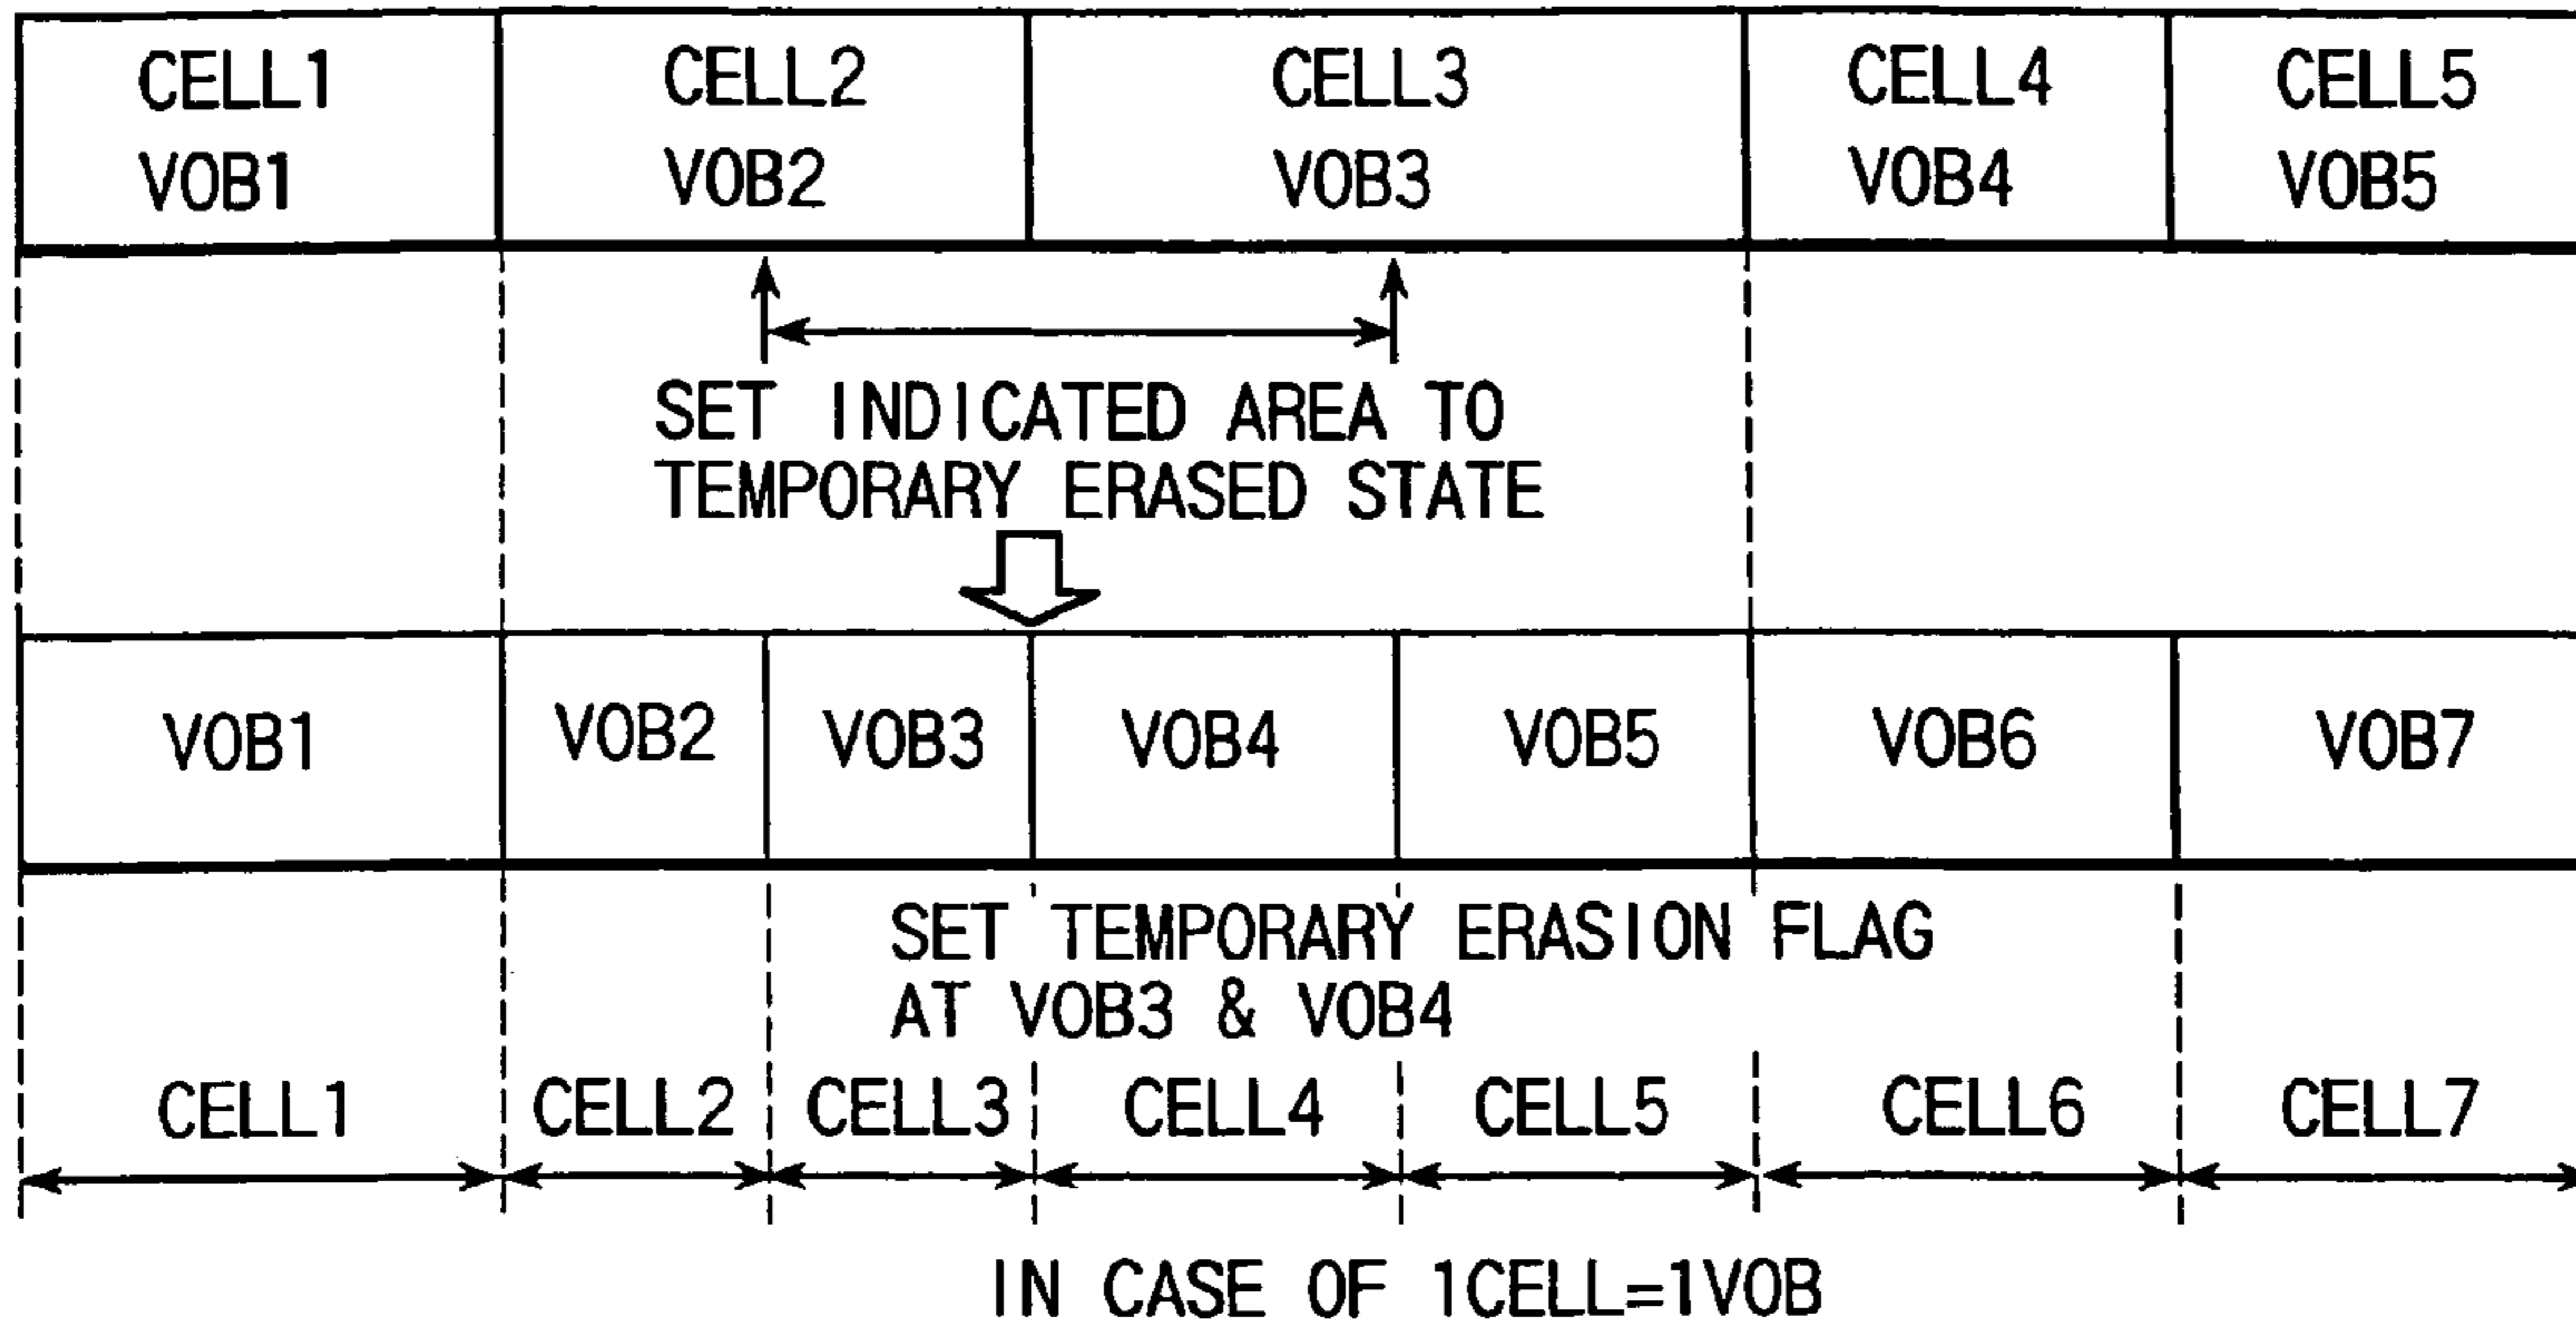 CELL1 CELL2 CELL3 CELL4 CELL5
VOB1 VOB2 VOB3 VOB4 VOB5
SET INDICATED AREA TO
TEMPORARY ERASED STATE
VOB1 VOB2 VOB3 VOB4 VOB5 VOB6 VOB7
SET TEMPORARY ERASION FLAG
AT VOB3 & VOB4
CELL1 CELL2 CELL3 CELL4 CELL5 CELL6 CELL7
IN CASE OF 1CELL=1VOB